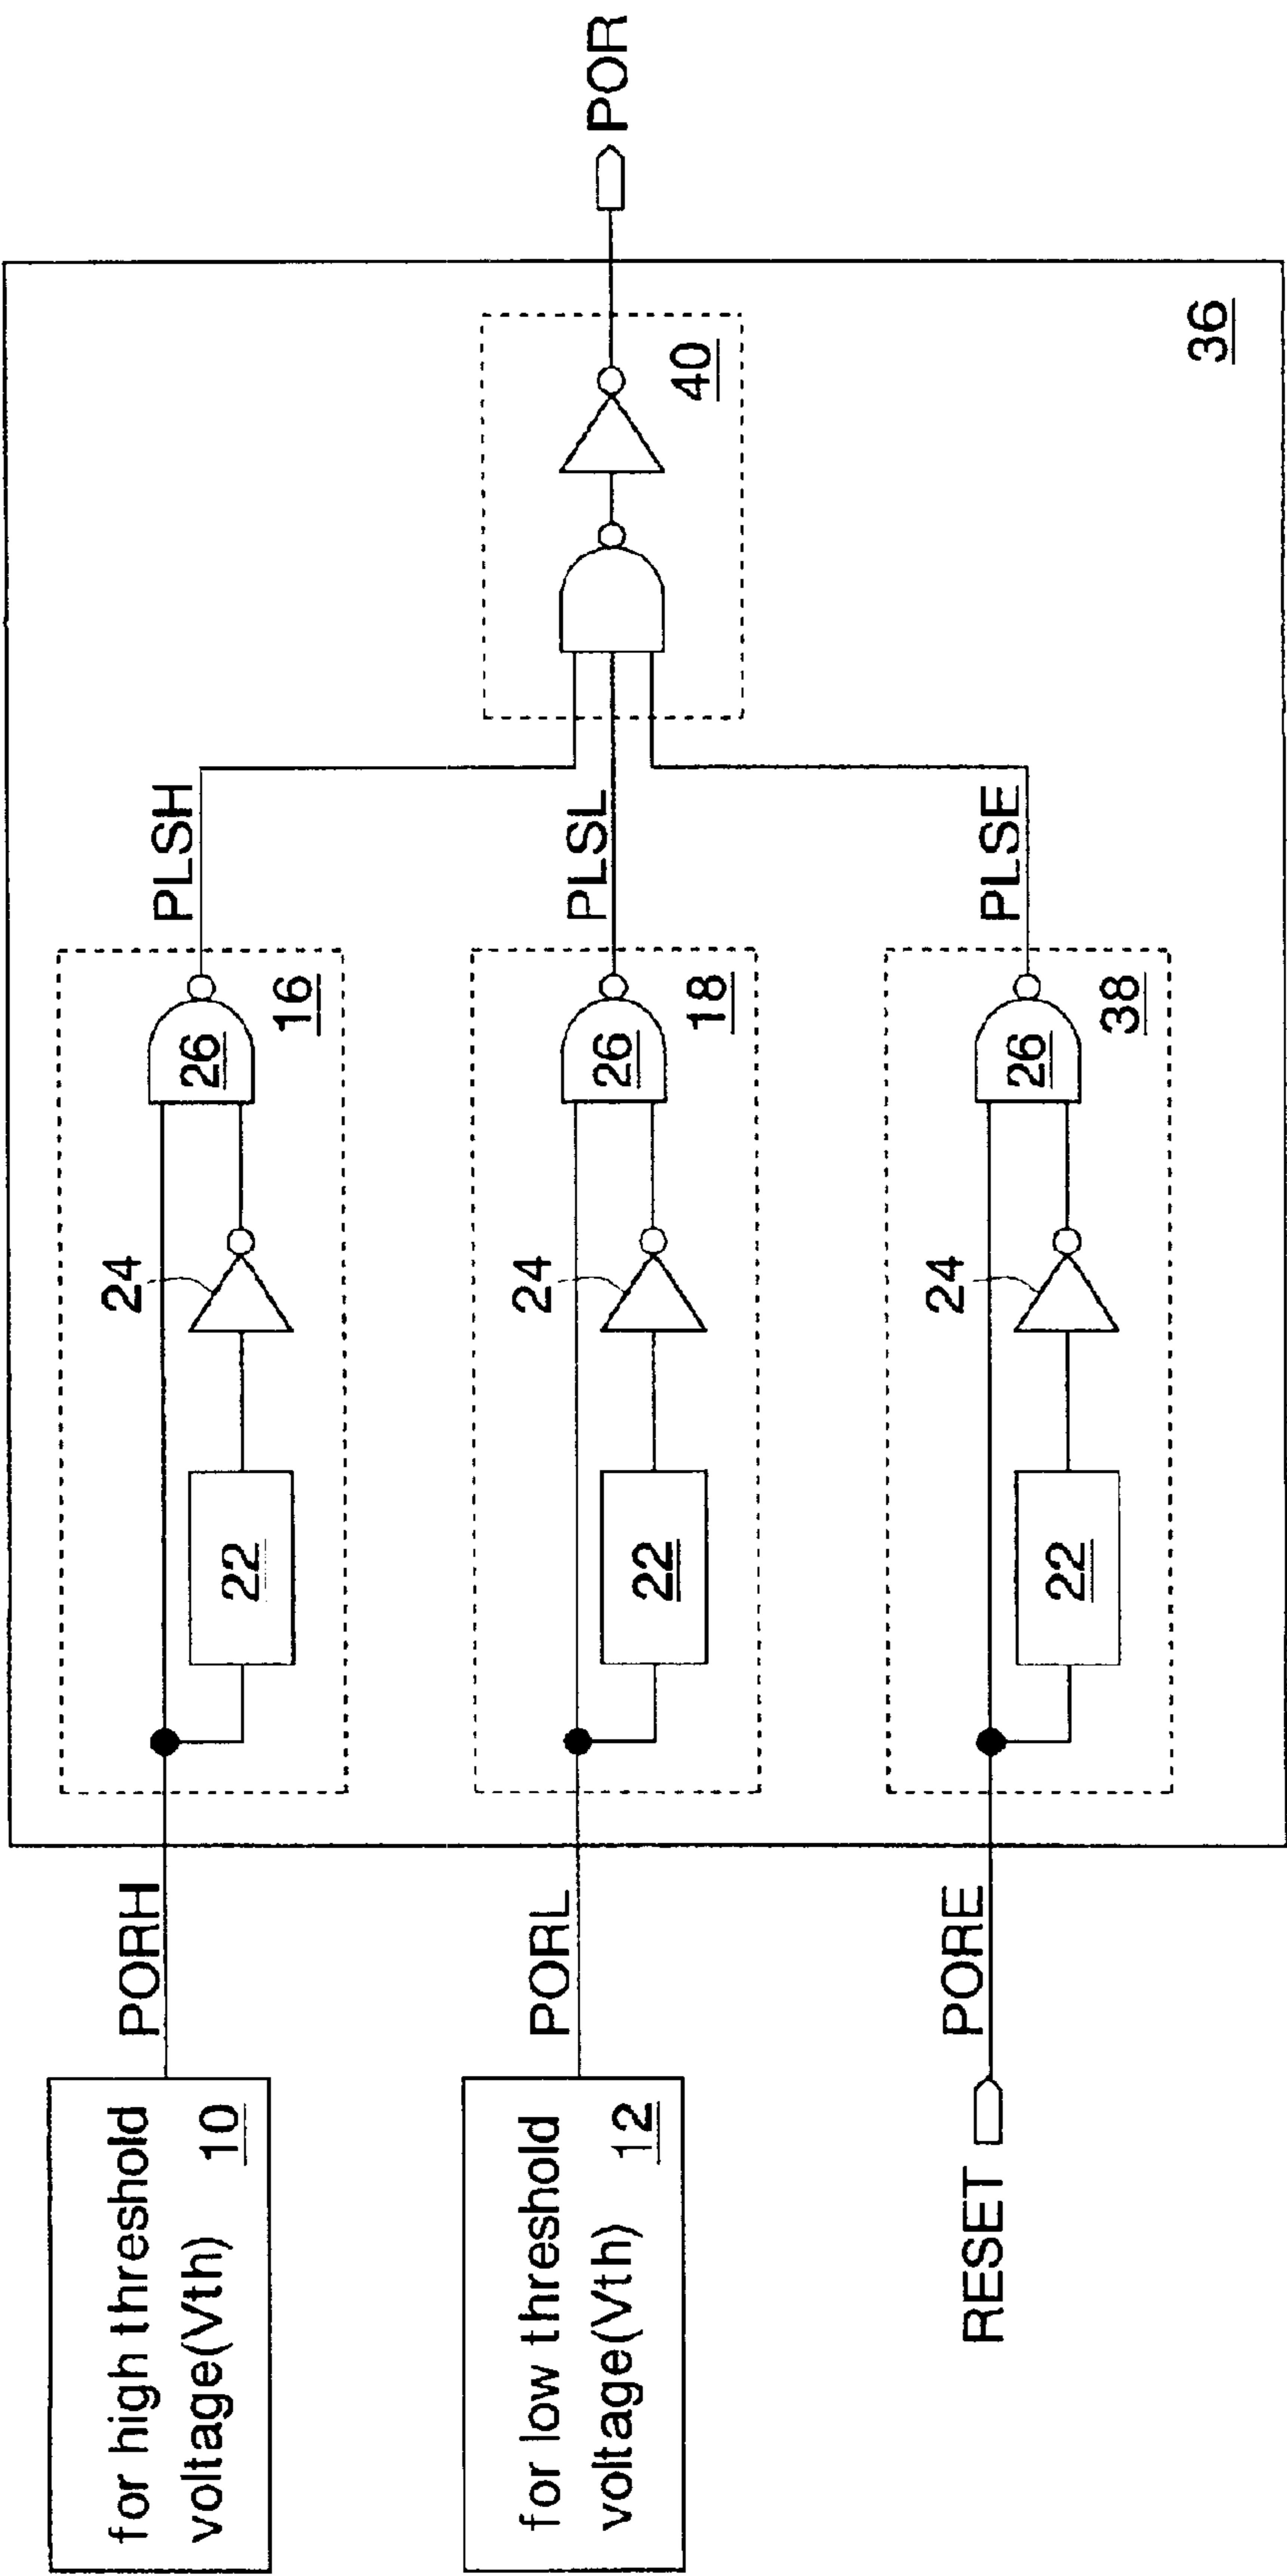 for high threshold
voltage(Vth) 10
PORH
22
24
26
16
PLSH
for low threshold
voltage(Vth) 12
PORL
22
24
26
18
PLSL
RESET
PORE
22
24
26
38
PLSE
40
POR
36